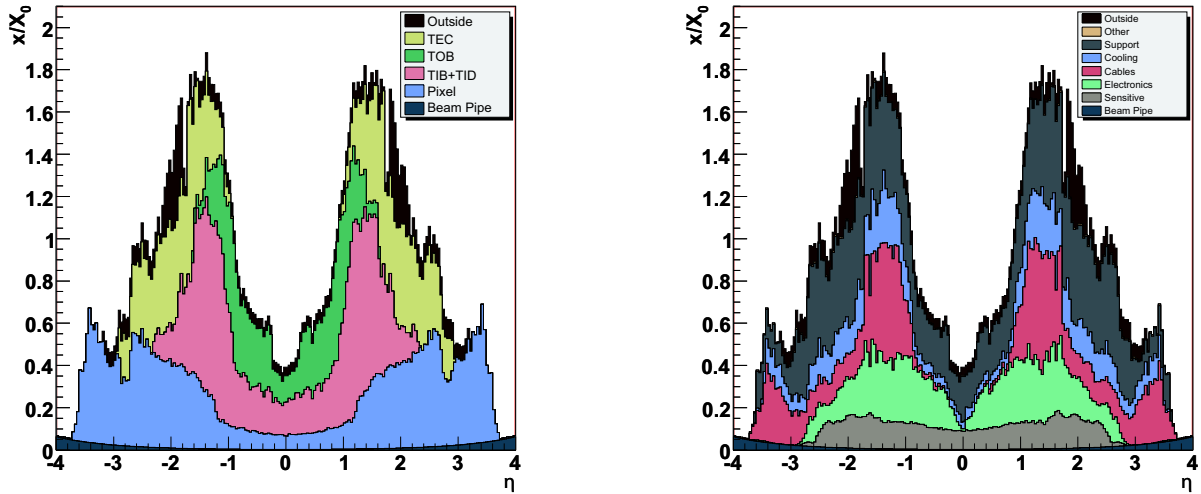 x/X0
2
1.8
1.6
1.4
1.2
1
0.8
0.6
0.4
0.2
0
-4 -3 -2 -1 0 1 2 3 4
η
Outside
TEC
TOB
TIB+TID
Pixel
Beam Pipe
x/X0
2
1.8
1.6
1.4
1.2
1
0.8
0.6
0.4
0.2
0
-4 -3 -2 -1 0 1 2 3 4
η
Outside
Other
Support
Cooling
Cables
Electronics
Sensitive
Beam Pipe